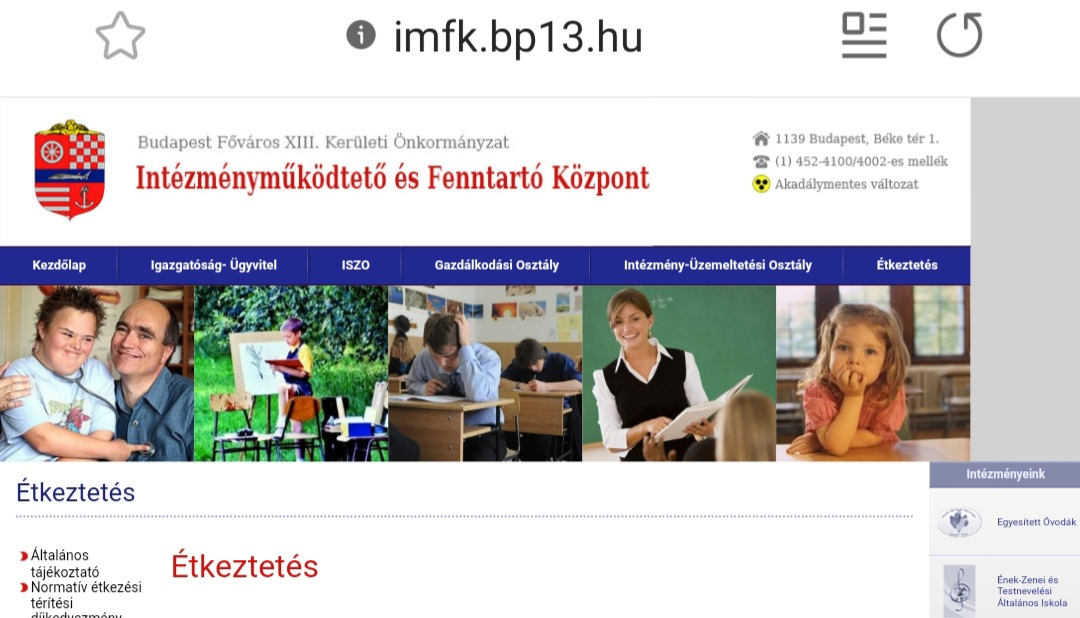 imfk.bp13.hu
Budapest Főváros XIII. Kerületi Önkormányzat
Intézményműködtető és Fenntartó Központ
1139 Budapest, Béke tér 1.
(1) 452-4100/4002-es mellék
Akadálymentes változat
Kezdőlap Igazgatóság- Ügyvitel ISZO Gazdálkodási Osztály Intézmény-Üzemeltetési Osztály Étkeztetés
Étkeztetés
Általános
tájékoztató
Normatív étkezési
térítési
díjkedvezmény
Étkeztetés
Intézményeink
Egyesített Óvodák
Ének-Zenei és
Testnevelési
Általános Iskola